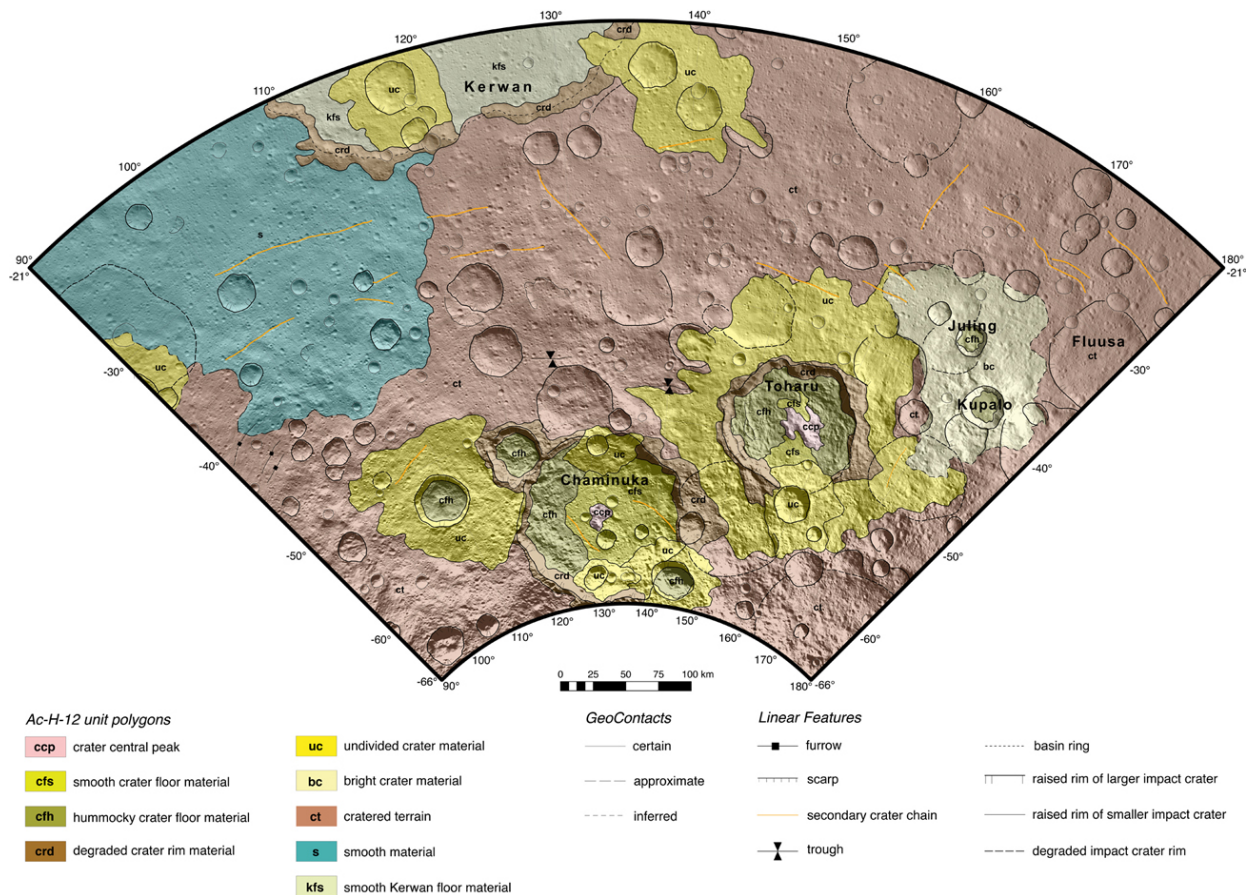 130°
140°
120°
150°
110°
160°
100°
170°
90°
-21°
180°
-21°
-30°
-30°
-40°
-40°
-50°
-50°
-60°
-60°
-66°
90°
100°
110°
120°
130°
140°
150°
160°
170°
180°
-66°
crd
kfs
uc
uc
Kerwan
kfs
crd
crd
ct
s
uc
uc
Juling
cfh
Fluusa
ct
bc
ct
crd
Toharu
cfs
cfh
ccp
Kupalo
ct
cfs
uc
cfh
Chaminuka
cfs
cfh
cfh
ccp
crd
uc
uc
uc
crd
uc
cfh
ct
ct
0 25 50 75 100 km
Ac-H-12 unit polygons
ccp crater central peak
cfs smooth crater floor material
cfh hummocky crater floor material
crd degraded crater rim material
uc undivided crater material
bc bright crater material
ct cratered terrain
s smooth material
kfs smooth Kerwan floor material
GeoContacts
certain
approximate
inferred
Linear Features
furrow
scarp
secondary crater chain
trough
basin ring
raised rim of larger impact crater
raised rim of smaller impact crater
degraded impact crater rim